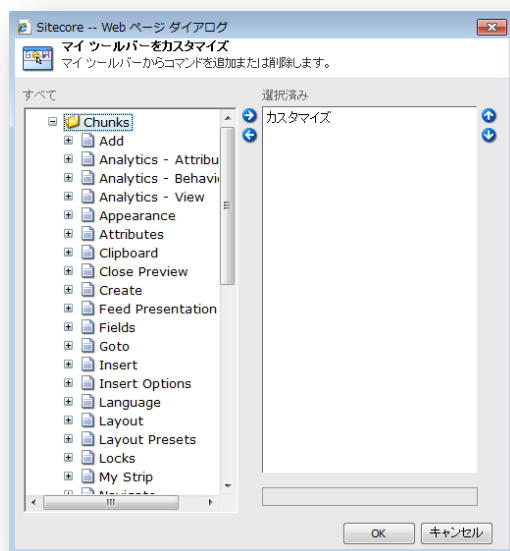 Sitecore -- Web ページ ダイアログ
マイ ツールバーをカスタマイズ
マイ ツールバーからコマンドを追加または削除します。
すべて
選択済み
Chunks
Add
Analytics - Attribu
Analytics - Behavi
Analytics - View
Appearance
Attributes
Clipboard
Close Preview
Create
Feed Presentation
Fields
Goto
Insert
Insert Options
Language
Layout
Layout Presets
Locks
My Strip
カスタマイズ
OK
キャンセル